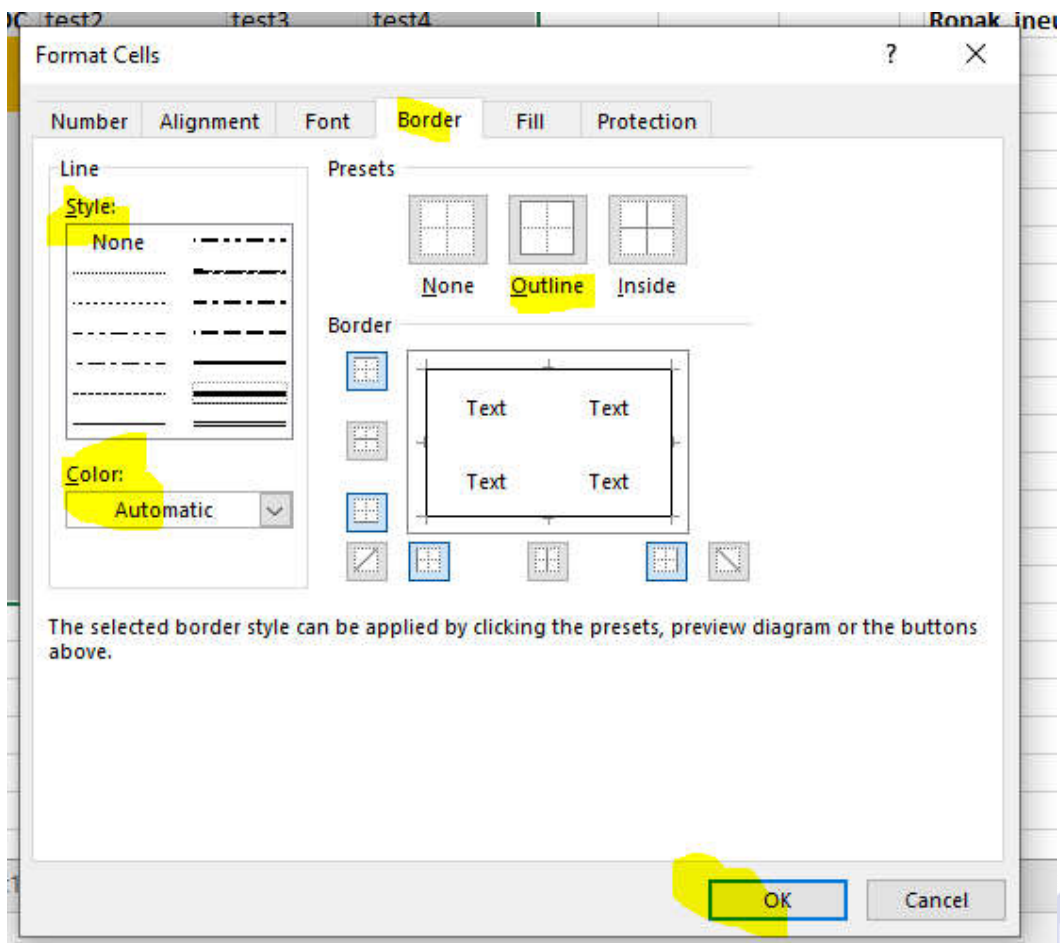 test2 test3 test4 Ronak
Format Cells ?
Number Alignment Font Border Fill Protection
Line
Style:
None
Color:
Automatic
Presets
None Outline Inside
Border
Text Text
Text Text
The selected border style can be applied by clicking the presets, preview diagram or the buttons
above.
OK Cancel